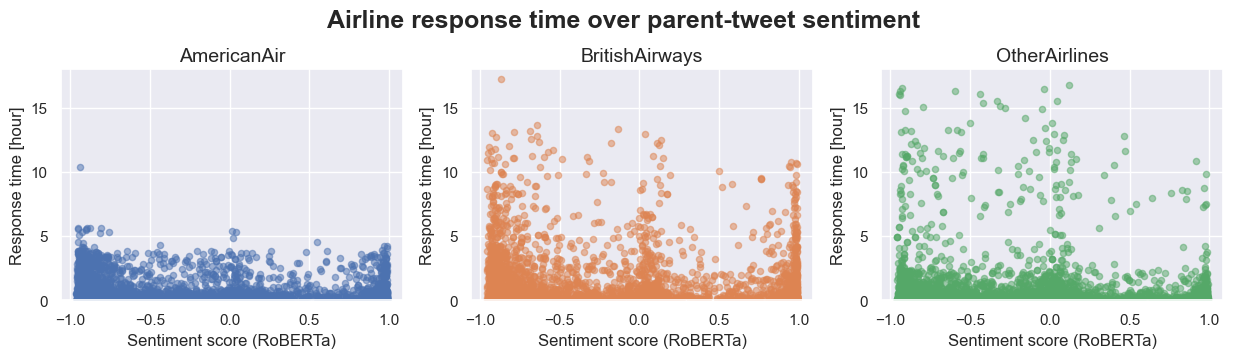 Airline response time over parent-tweet sentiment
AmericanAir
Response time [hour]
15
10
5
0
−1.0 −0.5 0.0 0.5 1.0
Sentiment score (RoBERTa)
BritishAirways
Response time [hour]
15
10
5
0
−1.0 −0.5 0.0 0.5 1.0
Sentiment score (RoBERTa)
OtherAirlines
Response time [hour]
15
10
5
0
−1.0 −0.5 0.0 0.5 1.0
Sentiment score (RoBERTa)